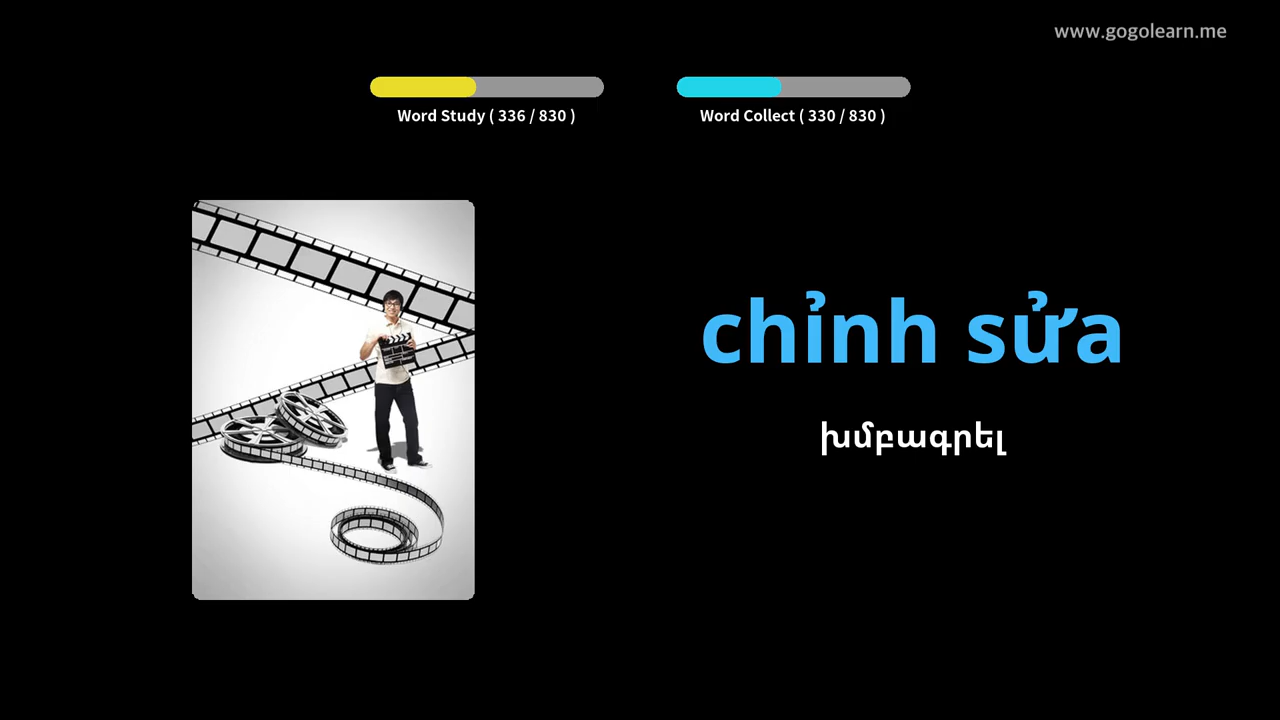 www.gogolearn.me
Word Study ( 336 / 830 )
Word Collect ( 330 / 830 )
chỉnh sửa
խմբագրել